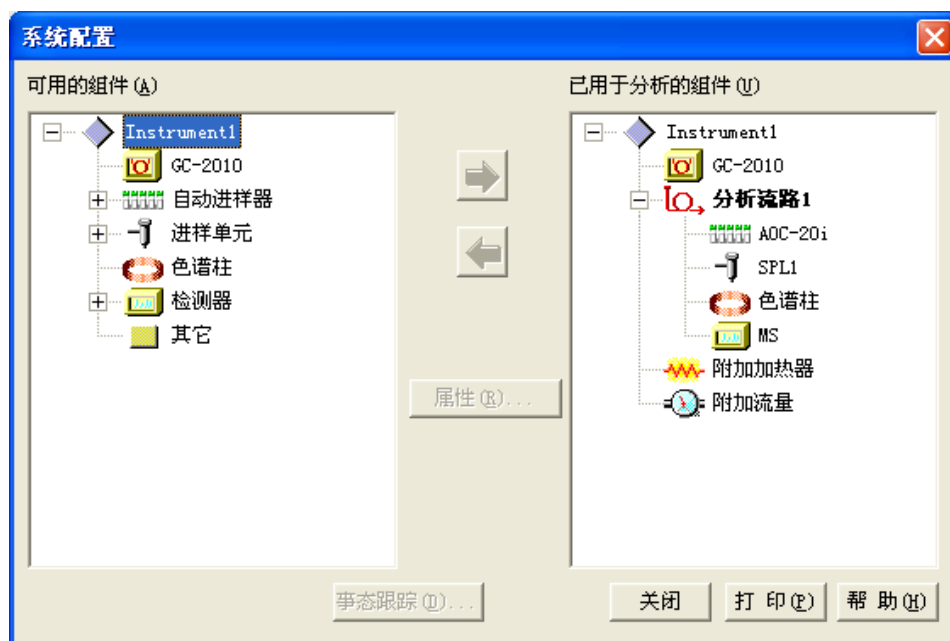 系统配置
可用的组件(A)
Instrument1
GC-2010
自动进样器
进样单元
色谱柱
检测器
其它
属性(R)...
已用于分析的组件(U)
Instrument1
GC-2010
分析流路1
AOC-20i
SPL1
色谱柱
MS
附加加热器
附加流量
事态跟踪(D)...
关闭
打 印(P)
帮 助(H)